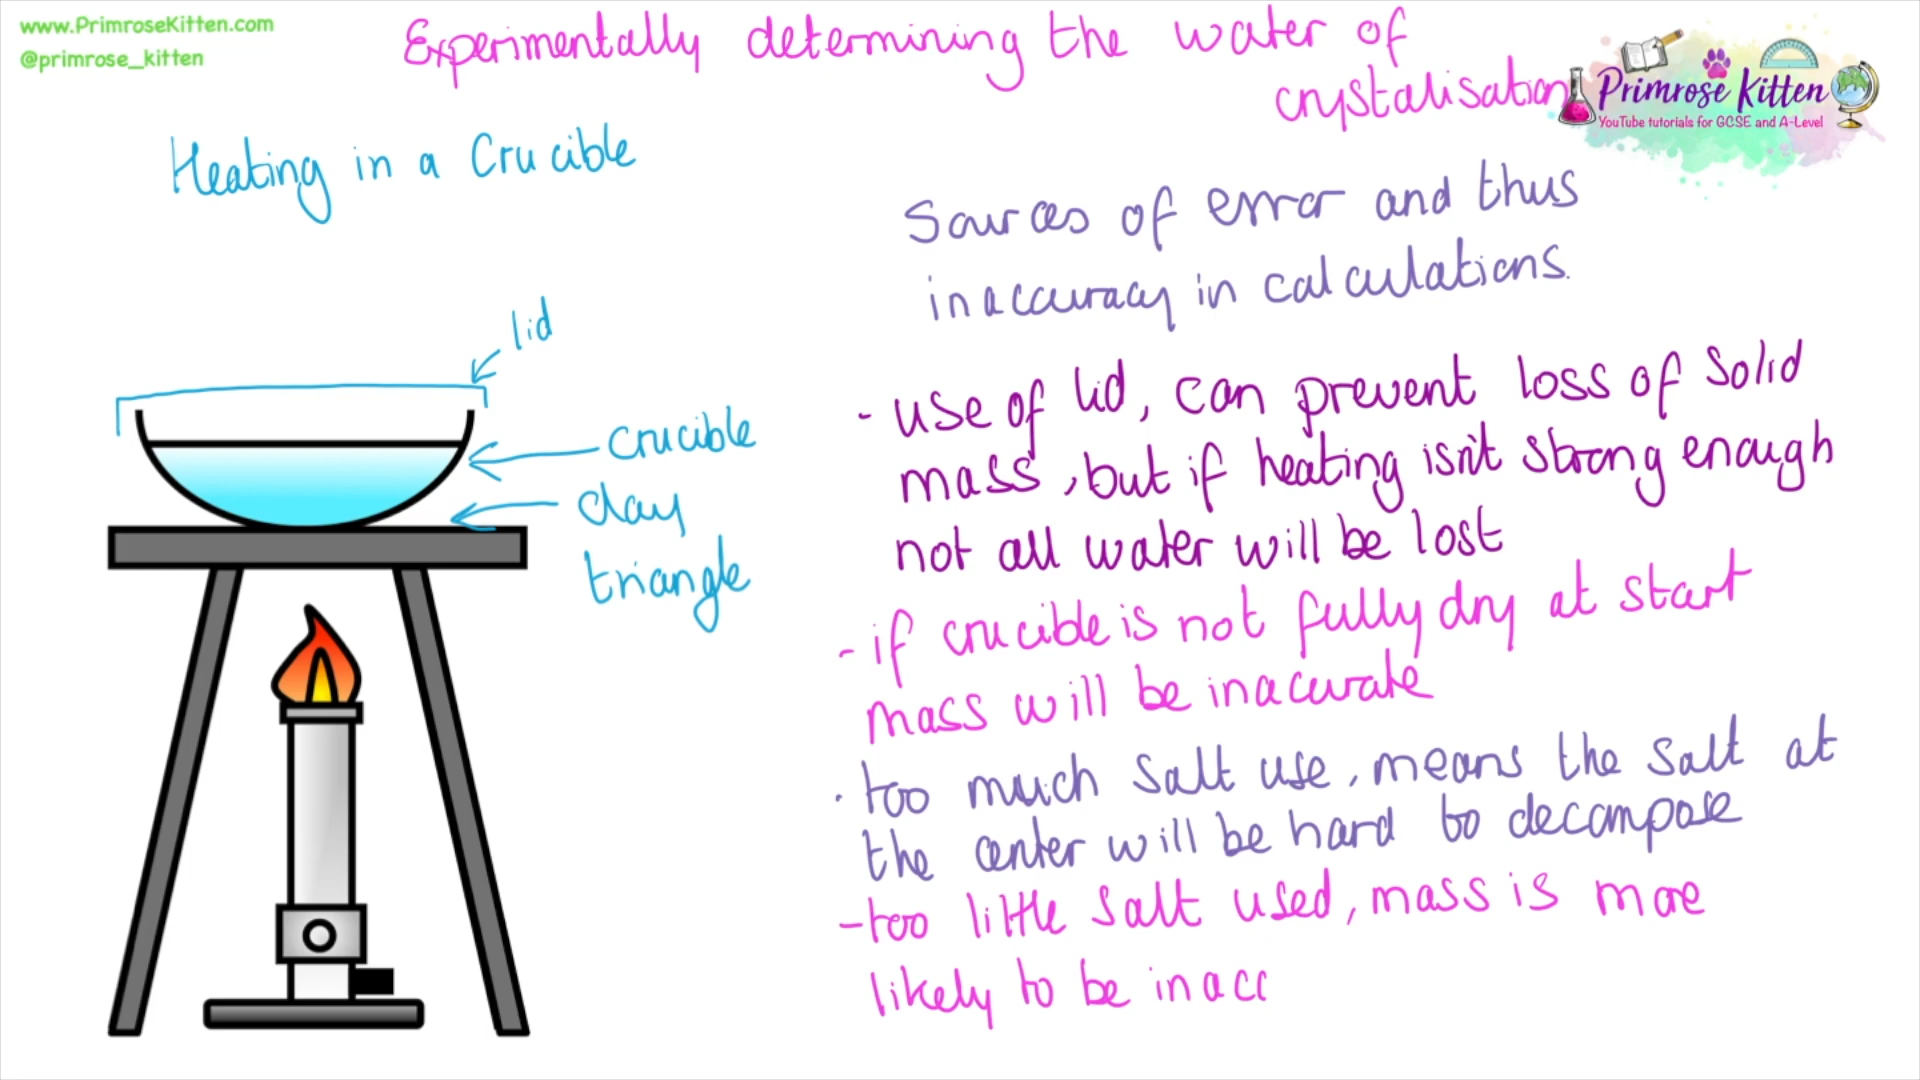 www.PrimroseKitten.com
@primrose_kitten
Experimentally determining the water of
crystalisation
Primrose Kitten
YouTube tutorials for GCSE and A-Level
Heating in a Crucible
lid
crucible
clay
triangle
Sources of error and thus
inaccuracy in calculations.
- use of lid, can prevent loss of solid
mass, but if heating isn't strong enough
not all water will be lost
- if crucible is not fully dry at start
mass will be inacurate
· too much salt use, means the salt at
the center will be hard to decompose
- too little salt used, mass is more
likely to be inacc